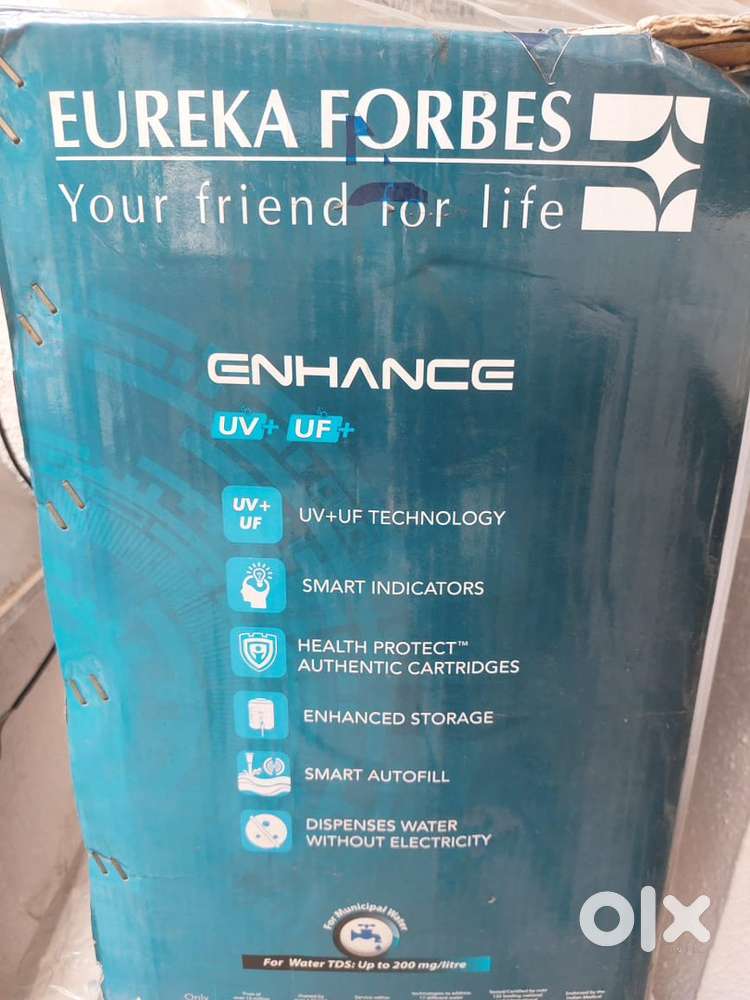 EUREKA FORBES
Your friend for life
ENHANCE
UV+ UF+
UV+
UF
UV+UF TECHNOLOGY
SMART INDICATORS
HEALTH PROTECT™
AUTHENTIC CARTRIDGES
ENHANCED STORAGE
SMART AUTOFILL
DISPENSES WATER
WITHOUT ELECTRICITY
For Municipal Water
For Water TDS: Up to 200 mg/litre
Only
olx